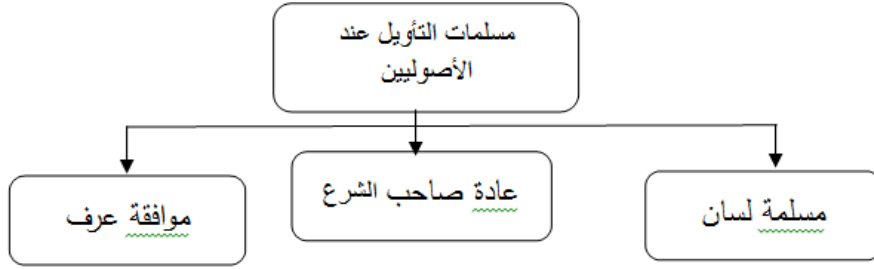 مسلمات التأويل عند
الأصوليين
مسلمة لسان
عادة صاحب الشرع
موافقة عرف